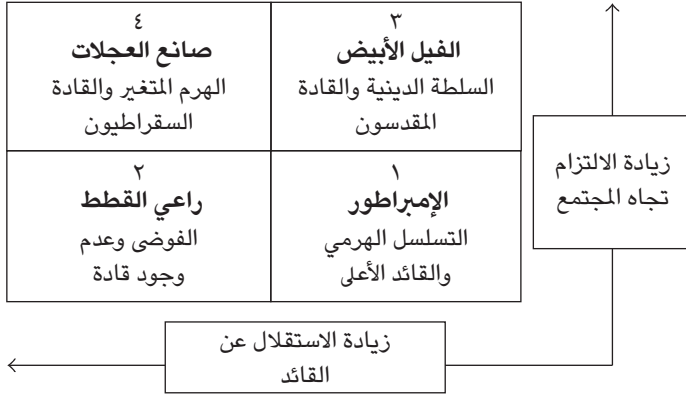 ٣
الفيل الأبيض
السلطة الدينية والقادة
المقدسون
٤
صانع العجلات
الهرم المتغير والقادة
السقراطيون
١
الإمبراطور
التسلسل الهرمي
والقائد الأعلى
٢
راعي القطط
الفوضى وعدم
وجود قادة
زيادة الالتزام
تجاه المجتمع
زيادة الاستقلال عن
القائد